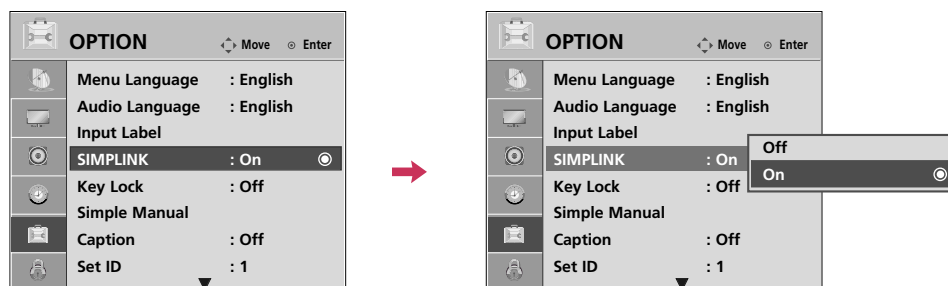 OPTION Move Enter
Menu Language : English
Audio Language : English
Input Label
SIMPLINK : On
Key Lock : Off
Simple Manual
Caption : Off
Set ID : 1
OPTION Move Enter
Menu Language : English
Audio Language : English
Input Label
SIMPLINK : On
Key Lock : Off
Simple Manual
Caption : Off
Set ID : 1
Off
On